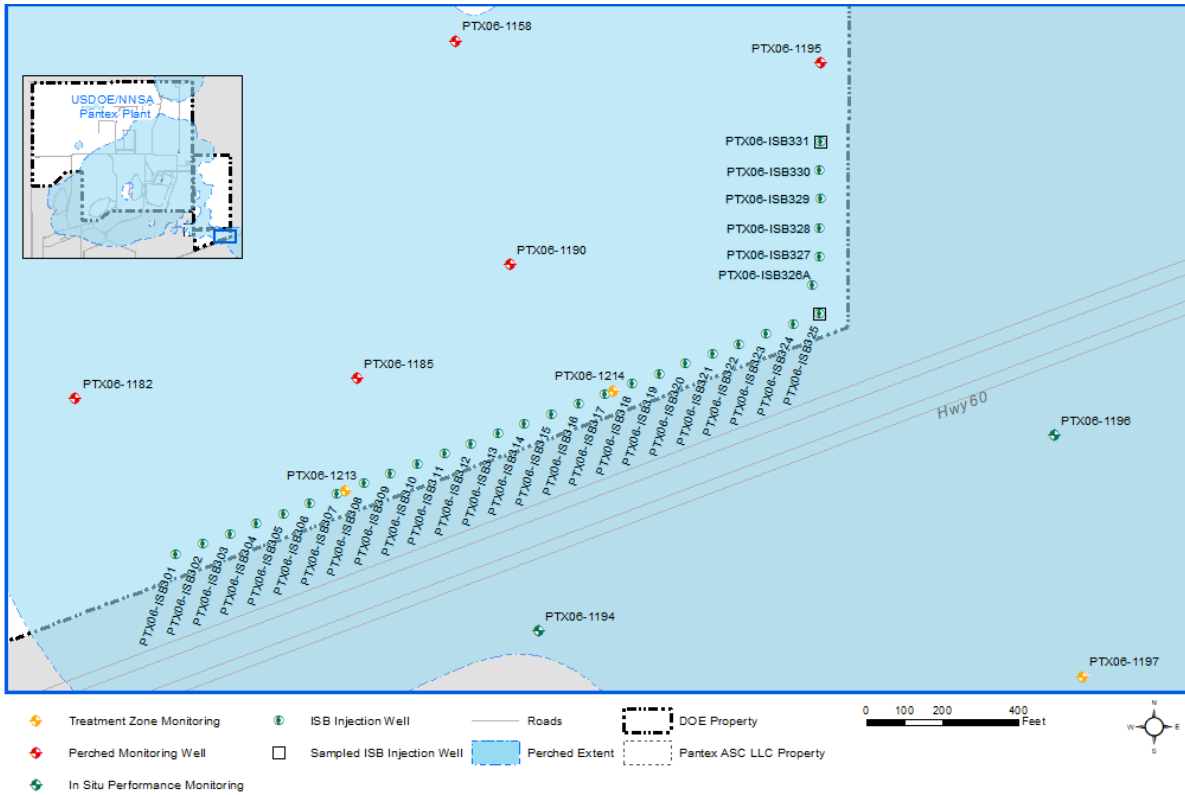 PTX06-1158
PTX06-1195
USDOE/NNSA
Pantex Plant
PTX06-ISB331
PTX06-ISB330
PTX06-ISB329
PTX06-ISB328
PTX06-ISB327
PTX06-ISB326A
PTX06-1190
PTX06-1185
PTX06-1182
PTX06-1214
PTX06-1213
PTX06-ISB301
PTX06-ISB302
PTX06-ISB303
PTX06-ISB304
PTX06-ISB305
PTX06-ISB306
PTX06-ISB307
PTX06-ISB308
PTX06-ISB309
PTX06-ISB310
PTX06-ISB311
PTX06-ISB312
PTX06-ISB313
PTX06-ISB314
PTX06-ISB315
PTX06-ISB316
PTX06-ISB317
PTX06-ISB318
PTX06-ISB319
PTX06-ISB320
PTX06-ISB321
PTX06-ISB322
PTX06-ISB323
PTX06-ISB324
PTX06-ISB325
Hwy60
PTX06-1196
PTX06-1194
PTX06-1197
Treatment Zone Monitoring
ISB Injection Well
Roads
DOE Property
0 100 200 400
Feet
N
W E
S
Perched Monitoring Well
Sampled ISB Injection Well
Perched Extent
Pantex ASC LLC Property
In Situ Performance Monitoring